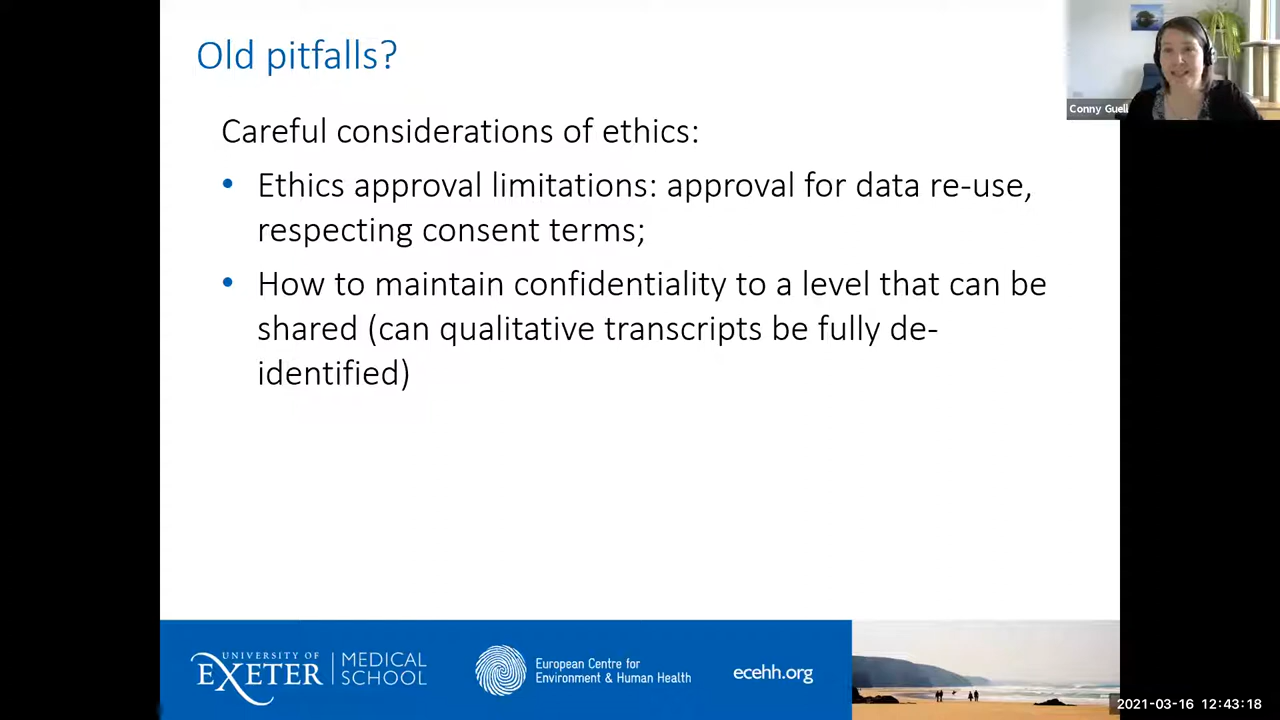 Old pitfalls?
Conny Gueli
Careful considerations of ethics:
• Ethics approval limitations: approval for data re-use,
respecting consent terms;
• How to maintain confidentiality to a level that can be
shared (can qualitative transcripts be fully de-
identified)
UNIVERSITY OF
EXETER
MEDICAL
SCHOOL
European Centre for
Environment & Human Health
ecehh.org
2021-03-16 12:43:18